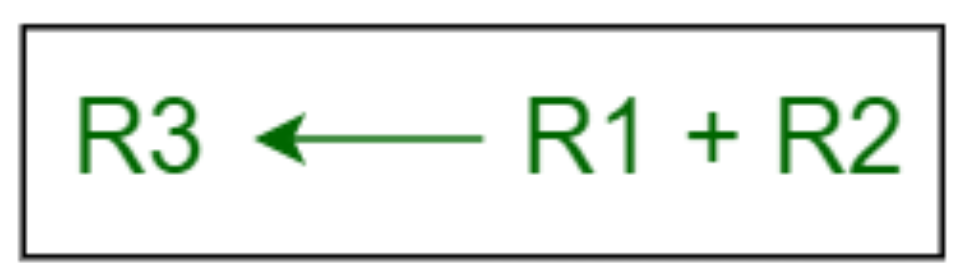 R3 ← R1 + R2